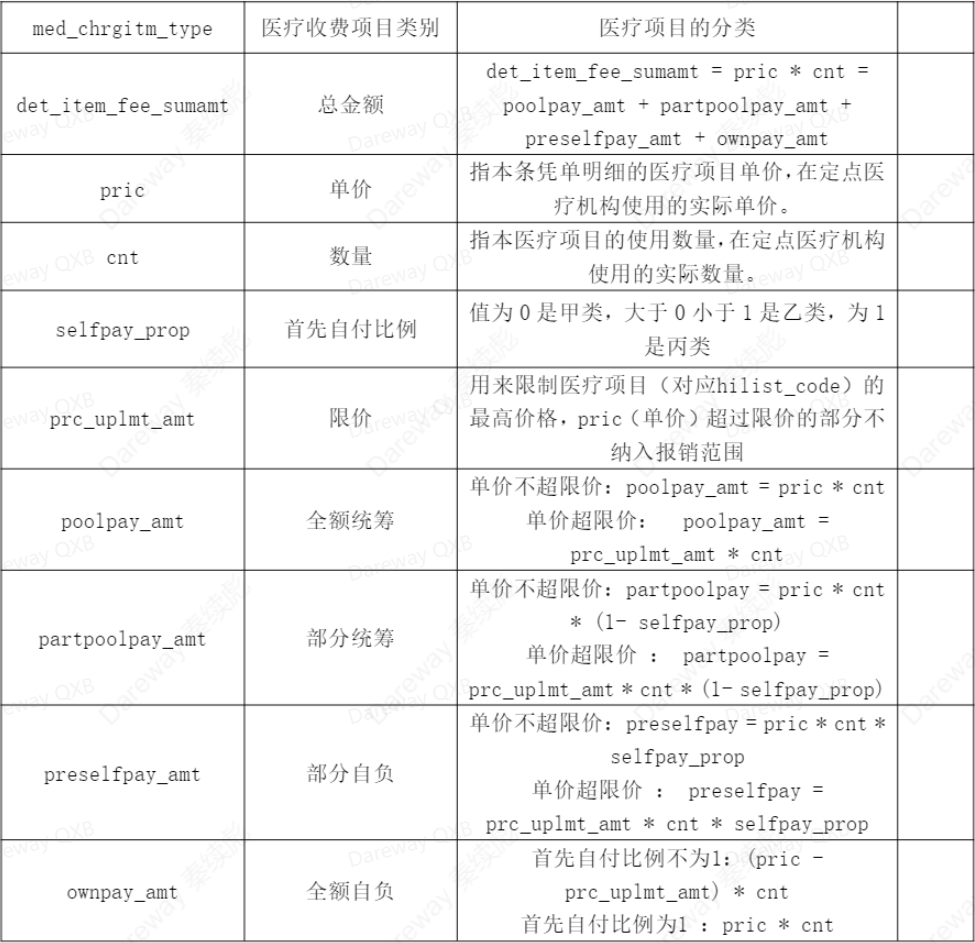 med_chrgitm_type
医疗收费项目类别
医疗项目的分类
det_item_fee_sumamt
总金额
det_item_fee_sumamt = pric * cnt =
poolpay_amt + partpoolpay_amt +
preselfpay_amt + ownpay_amt
pric
单价
指本条凭单明细的医疗项目单价,在定点医
疗机构使用的实际单价。
cnt
数量
指本医疗项目的使用数量,在定点医疗机构
使用的实际数量。
selfpay_prop
首先自付比例
值为 0 是甲类，大于 0 小于 1 是乙类，为 1
是丙类
prc_uplmt_amt
限价
用来限制医疗项目（对应hilist_code）的
最高价格，pric（单价）超过限价的部分不
纳入报销范围
poolpay_amt
全额统筹
单价不超限价：poolpay_amt = pric * cnt
单价超限价： poolpay_amt =
prc_uplmt_amt * cnt
partpoolpay_amt
部分统筹
单价不超限价：partpoolpay = pric * cnt
* (1- selfpay_prop)
单价超限价 ： partpoolpay =
prc_uplmt_amt * cnt * (1- selfpay_prop)
preselfpay_amt
部分自负
单价不超限价：preselfpay = pric * cnt *
selfpay_prop
单价超限价 ： preselfpay =
prc_uplmt_amt * cnt * selfpay_prop
ownpay_amt
全额自负
首先自付比例不为1：(pric -
prc_uplmt_amt) * cnt
首先自付比例为1 ：pric * cnt